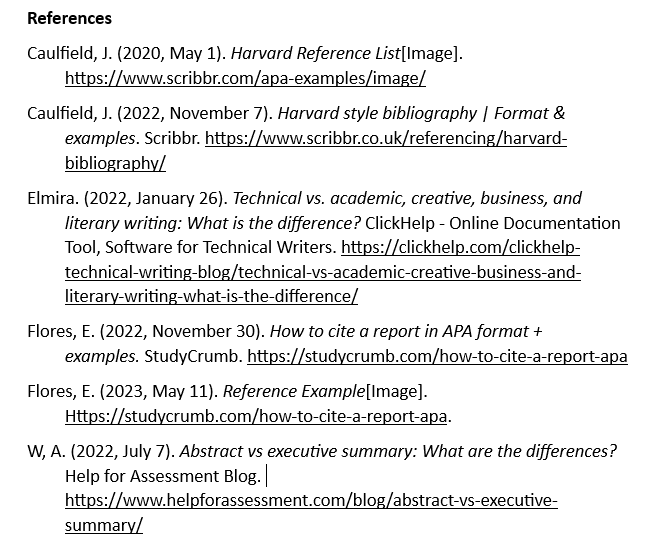 References
Caulfield, J. (2020, May 1). Harvard Reference List[Image].
https://www.scribbr.com/apa-examples/image/
Caulfield, J. (2022, November 7). Harvard style bibliography | Format &
examples. Scribbr. https://www.scribbr.co.uk/referencing/harvard-
bibliography/
Elmira. (2022, January 26). Technical vs. academic, creative, business, and
literary writing: What is the difference? ClickHelp - Online Documentation
Tool, Software for Technical Writers. https://clickhelp.com/clickhelp-
technical-writing-blog/technical-vs-academic-creative-business-and-
literary-writing-what-is-the-difference/
Flores, E. (2022, November 30). How to cite a report in APA format +
examples. StudyCrumb. https://studycrumb.com/how-to-cite-a-report-apa
Flores, E. (2023, May 11). Reference Example[Image].
Https://studycrumb.com/how-to-cite-a-report-apa.
W, A. (2022, July 7). Abstract vs executive summary: What are the differences?
Help for Assessment Blog.
https://www.helpforassessment.com/blog/abstract-vs-executive-
summary/